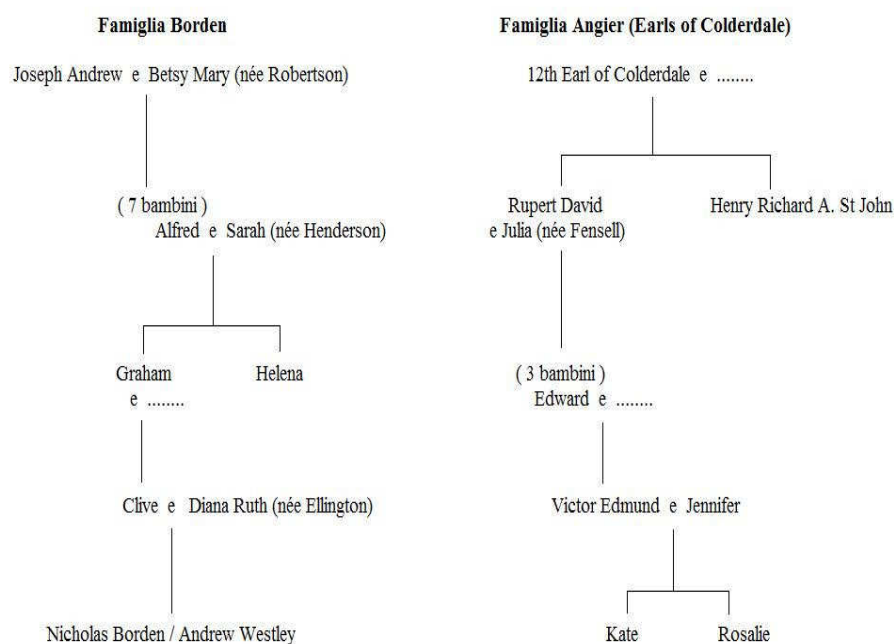 Famiglia Borden
Joseph Andrew e Betsy Mary (née Robertson)
( 7 bambini )
Alfred e Sarah (née Henderson)
Graham Helena
e ........
Clive e Diana Ruth (née Ellington)
Nicholas Borden / Andrew Westley
Famiglia Angier (Earls of Colderdale)
12th Earl of Colderdale e ........
Rupert David Henry Richard A. St John
e Julia (née Fensell)
( 3 bambini )
Edward e ........
Victor Edmund e Jennifer
Kate Rosalie